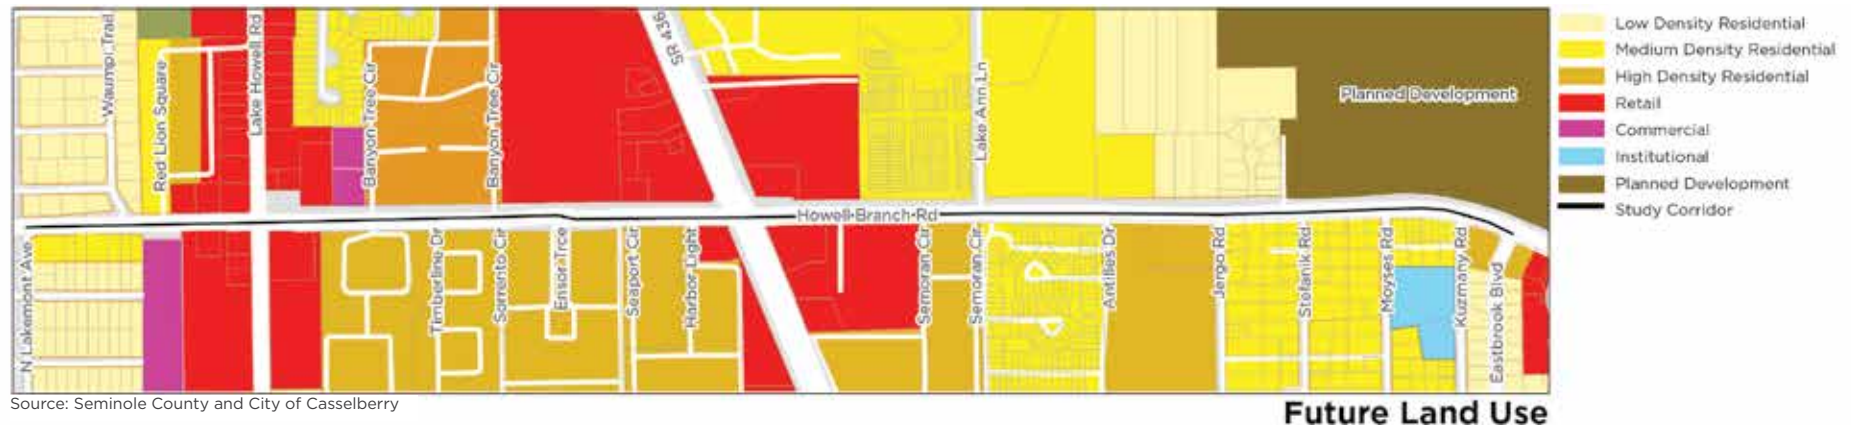 Waumpi Trail
Red Lion Square
Lake Howell Rd
Banyan Tree Cir
Banyan Tree Cir
SR 436
Lake Ann Ln
Planned Development
Howell Branch Rd
N Lakemont Ave
Timberline Dr
Sorrento Cir
Ensor Trce
Seaport Cir
Harbor Light
Semoran Cir
Semoran Cir
Antilles Dr
Jergo Rd
Stefanik Rd
Moyses Rd
Kuzmany Rd
Eastbrook Blvd
Low Density Residential
Medium Density Residential
High Density Residential
Retail
Commercial
Institutional
Planned Development
Study Corridor
Source: Seminole County and City of Casselberry
Future Land Use